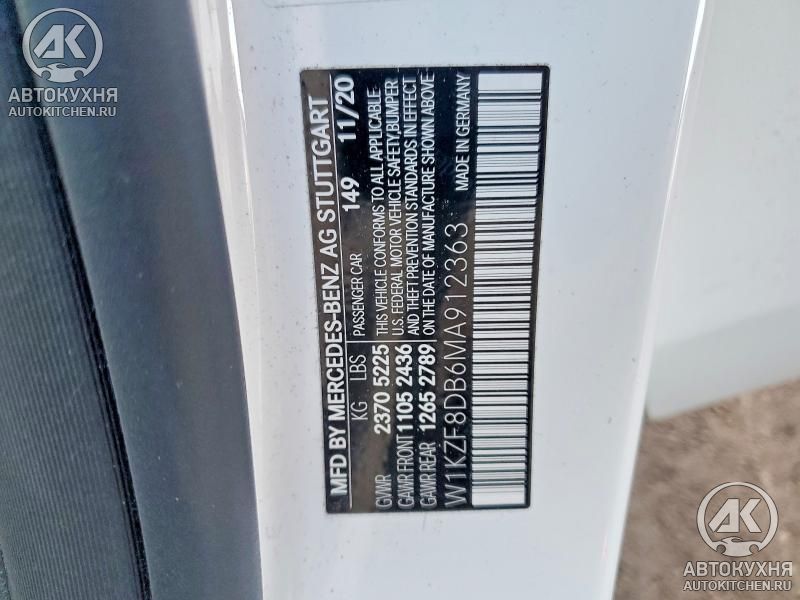 MFD BY MERCEDES-BENZ AG STUTTGART
KG LBS PASSENGER CAR 149 11/20
GVWR 2370 5225 THIS VEHICLE CONFORMS TO ALL APPLICABLE
GAWR FRONT 1105 2436 U.S. FEDERAL MOTOR VEHICLE SAFETY, BUMPER
AND THEFT PREVENTION STANDARDS IN EFFECT
GAWR REAR 1265 2789 ON THE DATE OF MANUFACTURE SHOWN ABOVE
MADE IN GERMANY
W1KZF8DB6MA912363
АК
АВТОКУХНЯ
AUTOKITCHEN.RU
АК
АВТОКУХНЯ
AUTOKITCHEN.RU